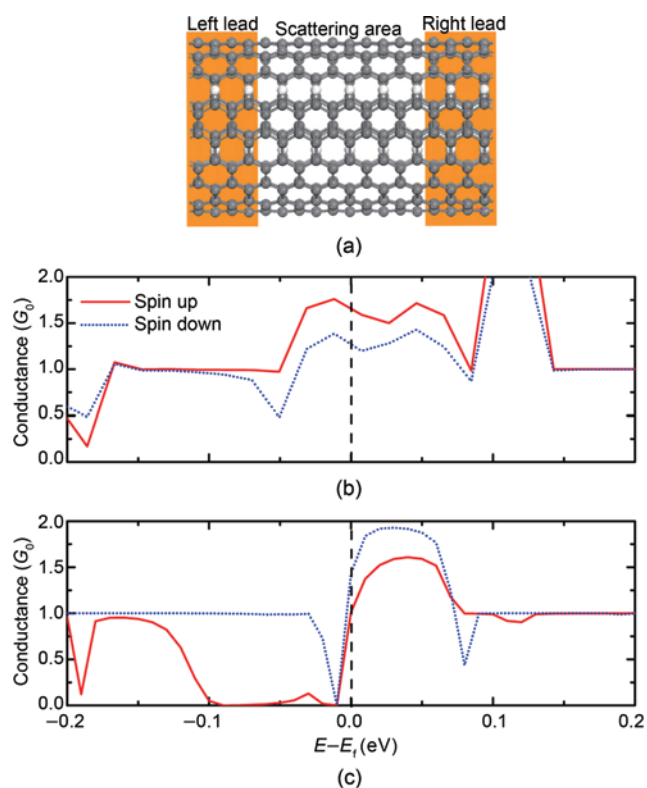 Left lead Scattering area Right lead
(a)
2.0
1.5
1.0
0.5
0.0
Conductance (G₀)
Spin up
Spin down
(b)
2.0
1.5
1.0
0.5
0.0
Conductance (G₀)
−0.2 −0.1 0.0 0.1 0.2
E−Ef (eV)
(c)